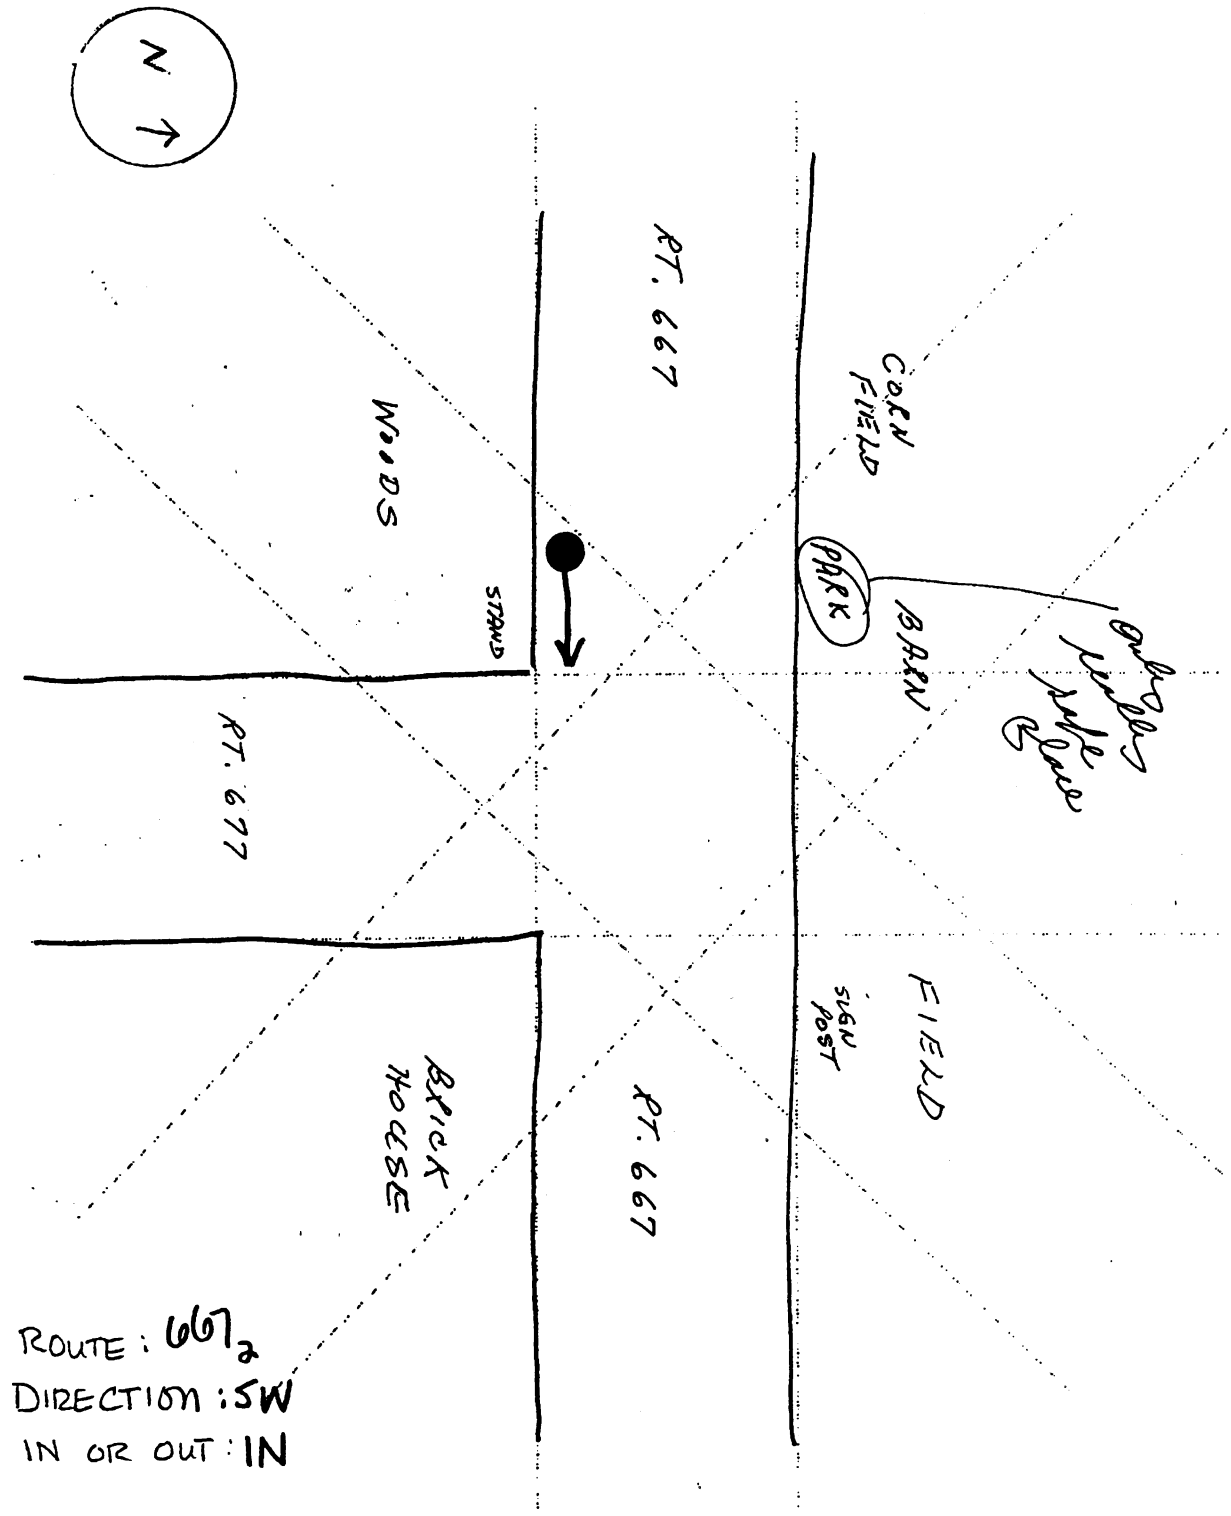 N
RT. 667
CORN
FIELD
WOODS
STAND
PARK
BARN
Only
really
safe
place
RT. 677
FIELD
SIGN
POST
BRICK
HOUSE
RT. 667
ROUTE: 667₂
DIRECTION: SW
IN OR OUT: IN